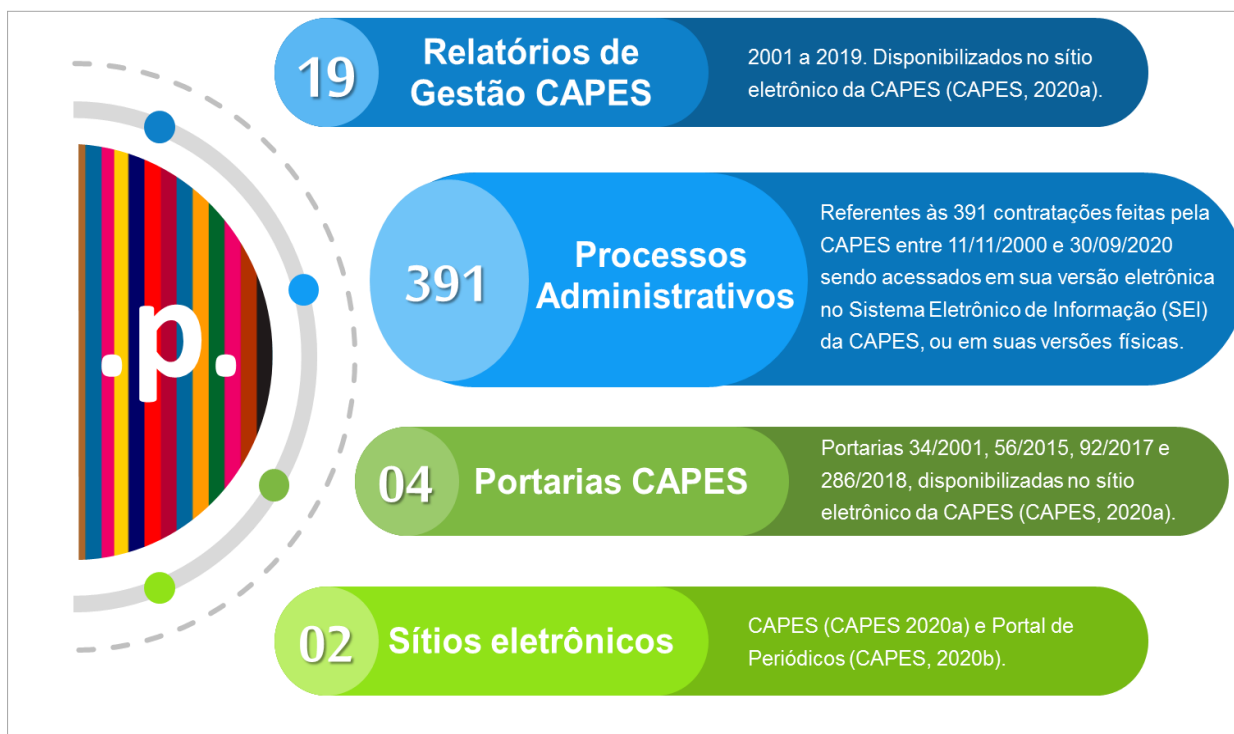 19
Relatórios de
Gestão CAPES
2001 a 2019. Disponibilizados no sítio
eletrônico da CAPES (CAPES, 2020a).
391
Processos
Administrativos
Referentes às 391 contratações feitas pela
CAPES entre 11/11/2000 e 30/09/2020
sendo acessados em sua versão eletrônica
no Sistema Eletrônico de Informação (SEI)
da CAPES, ou em suas versões físicas.
.p.
04
Portarias CAPES
Portarias 34/2001, 56/2015, 92/2017 e
286/2018, disponibilizadas no sítio
eletrônico da CAPES (CAPES, 2020a).
02
Sítios eletrônicos
CAPES (CAPES 2020a) e Portal de
Periódicos (CAPES, 2020b).